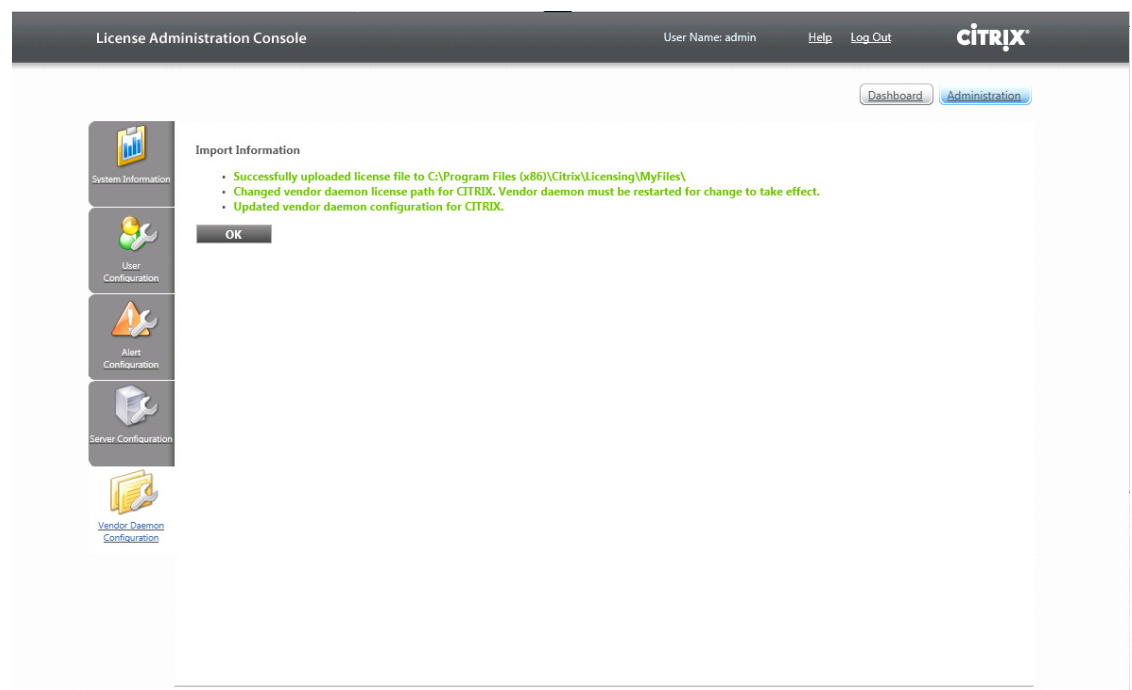 License Administration Console
User Name: admin
Help
Log Out
CİTRIX
Dashboard
Administration
System Information
User
Configuration
Alert
Configuration
Server Configuration
Vendor Daemon
Configuration
Import Information
• Successfully uploaded license file to C:\Program Files (x86)\Citrix\Licensing\MyFiles\
• Changed vendor daemon license path for CITRIX. Vendor daemon must be restarted for change to take effect.
• Updated vendor daemon configuration for CITRIX.
OK